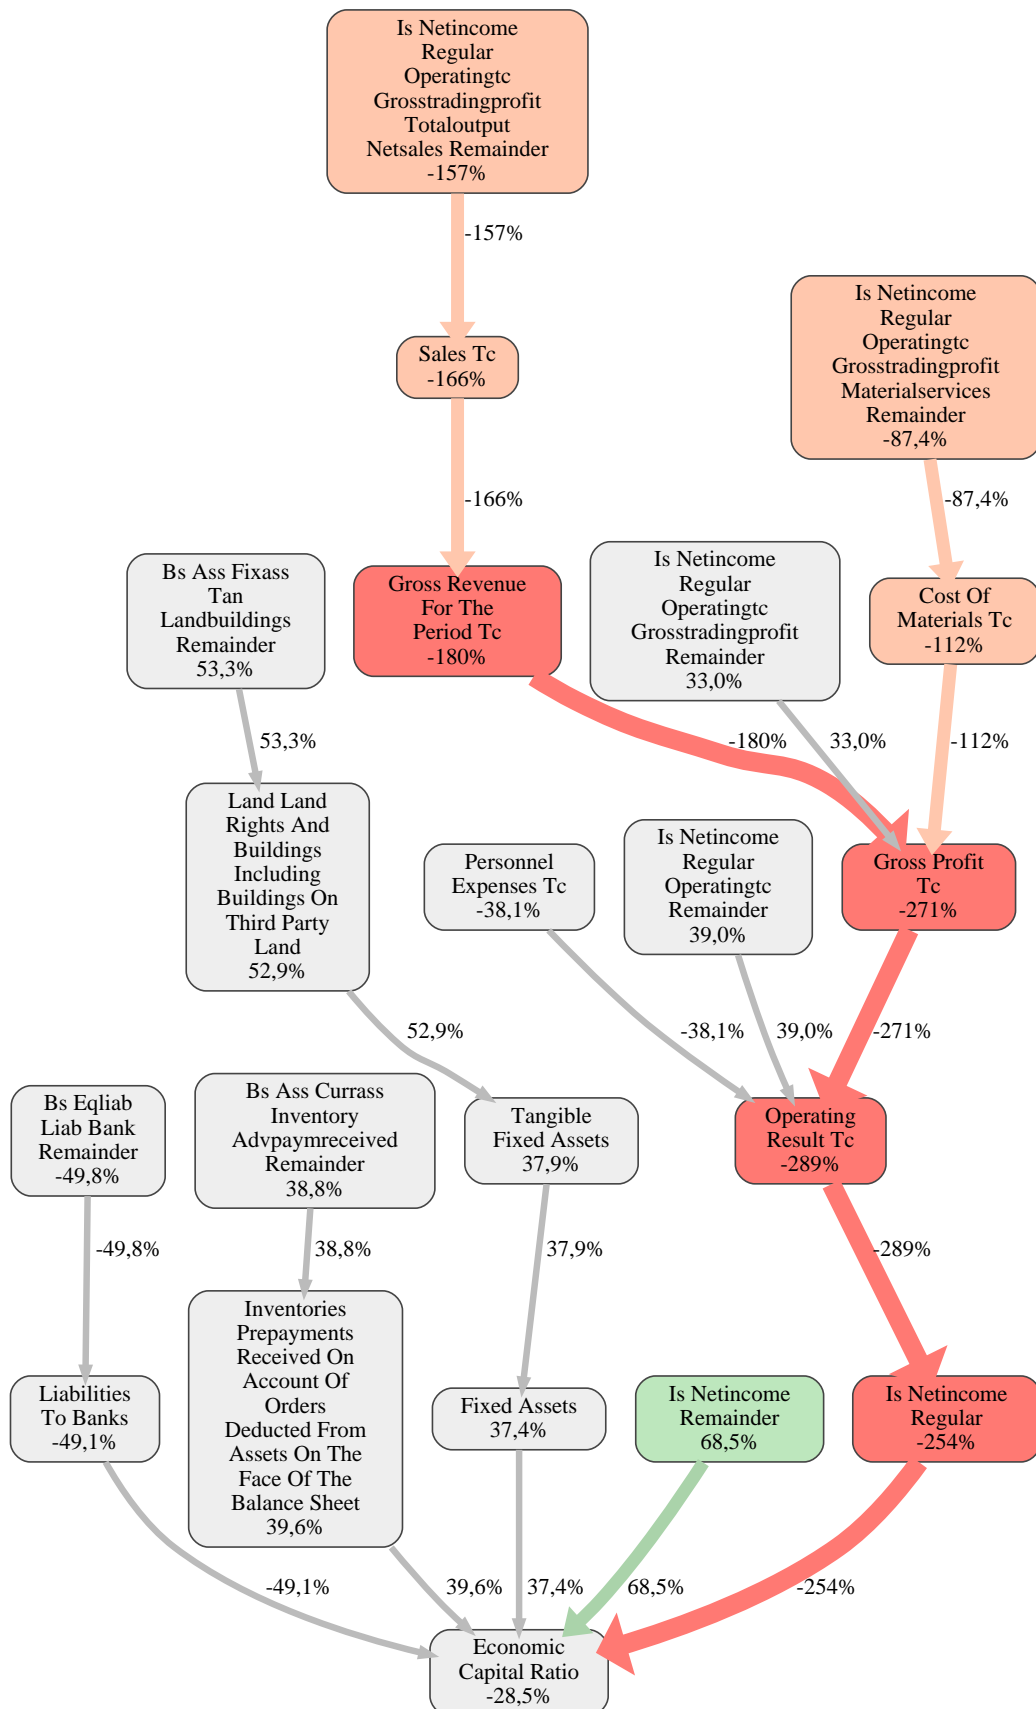 Is Netincome
Regular
Operatingtc
Grosstradingprofit
Totaloutput
Netsales Remainder
-157%
-157%
Sales Tc
-166%
Is Netincome
Regular
Operatingtc
Grosstradingprofit
Materialservices
Remainder
-87,4%
-166%
-87,4%
Bs Ass Fixass
Tan
Landbuildings
Remainder
53,3%
Gross Revenue
For The
Period Tc
-180%
Is Netincome
Regular
Operatingtc
Grosstradingprofit
Remainder
33,0%
Cost Of
Materials Tc
-112%
53,3%
-180%
33,0%
-112%
Land Land
Rights And
Buildings
Including
Buildings On
Third Party
Land
52,9%
Personnel
Expenses Tc
-38,1%
Is Netincome
Regular
Operatingtc
Remainder
39,0%
Gross Profit
Tc
-271%
52,9%
-38,1%
39,0%
-271%
Bs Eqliab
Liab Bank
Remainder
-49,8%
Bs Ass Currass
Inventory
Advpaymreceived
Remainder
38,8%
Tangible
Fixed Assets
37,9%
Operating
Result Tc
-289%
-49,8%
38,8%
37,9%
-289%
Liabilities
To Banks
-49,1%
Inventories
Prepayments
Received On
Account Of
Orders
Deducted From
Assets On The
Face Of The
Balance Sheet
39,6%
Fixed Assets
37,4%
Is Netincome
Remainder
68,5%
Is Netincome
Regular
-254%
-49,1%
39,6%
37,4%
68,5%
-254%
Economic
Capital Ratio
-28,5%